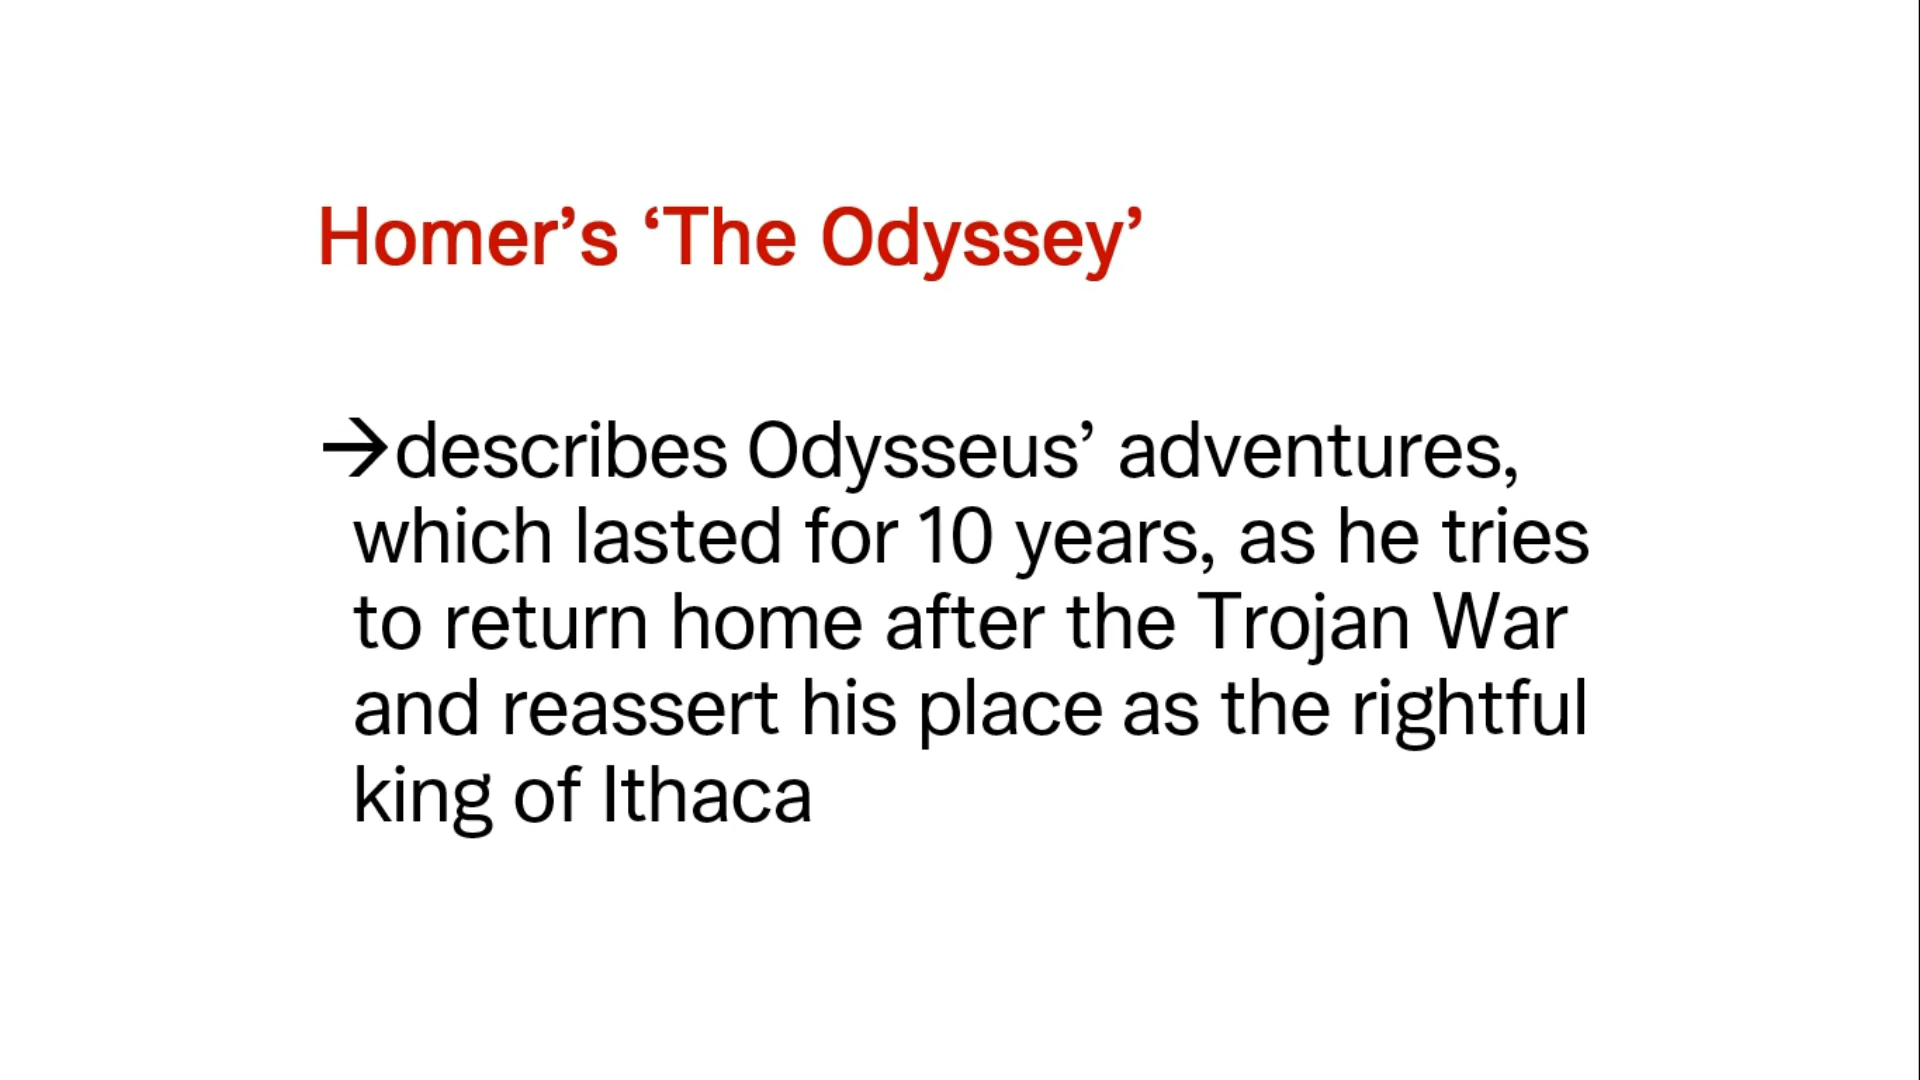 Homer’s ‘The Odyssey’
→describes Odysseus’ adventures,
which lasted for 10 years, as he tries
to return home after the Trojan War
and reassert his place as the rightful
king of Ithaca